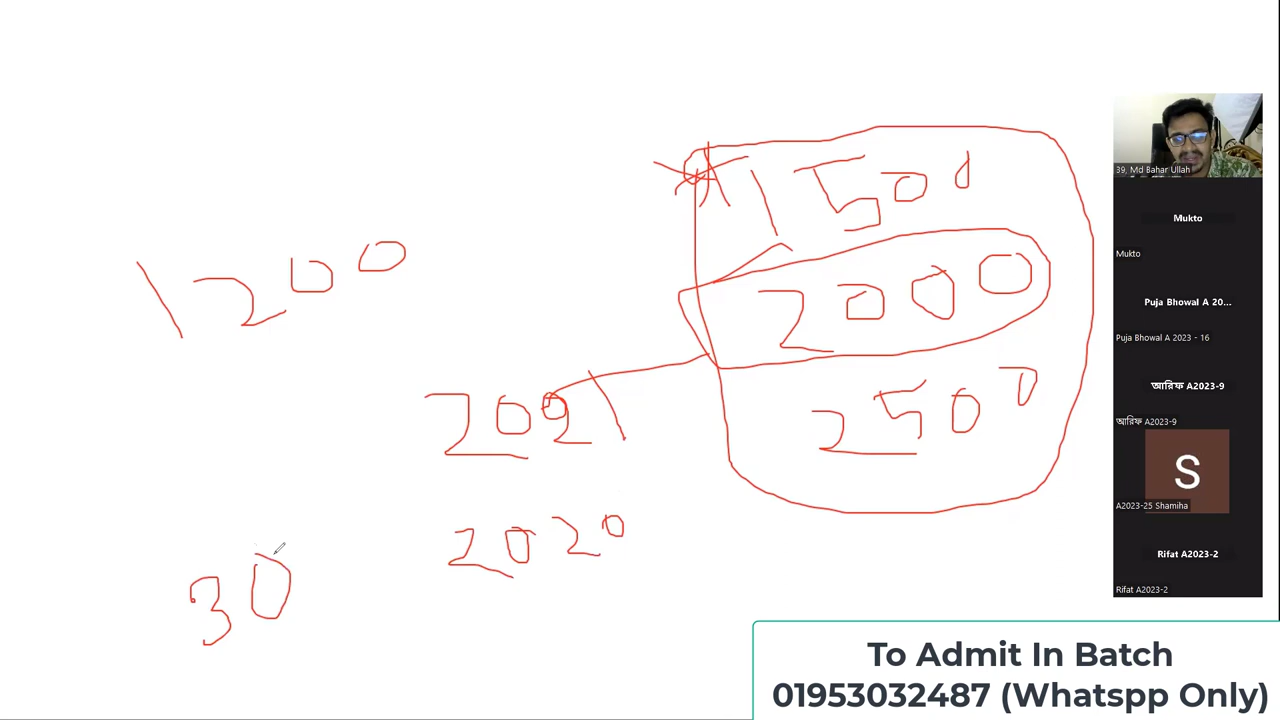 1200
1500
2000
2500
2021
2020
30
39, Md Bahar Ullah
Mukto
Mukto
Puja Bhowal A 20...
Puja Bhowal A 2023 - 16
আরিফ A2023-9
আরিফ A2023-9
S
A2023-25 Shamiha
Rifat A2023-2
Rifat A2023-2
To Admit In Batch
01953032487 (Whatspp Only)